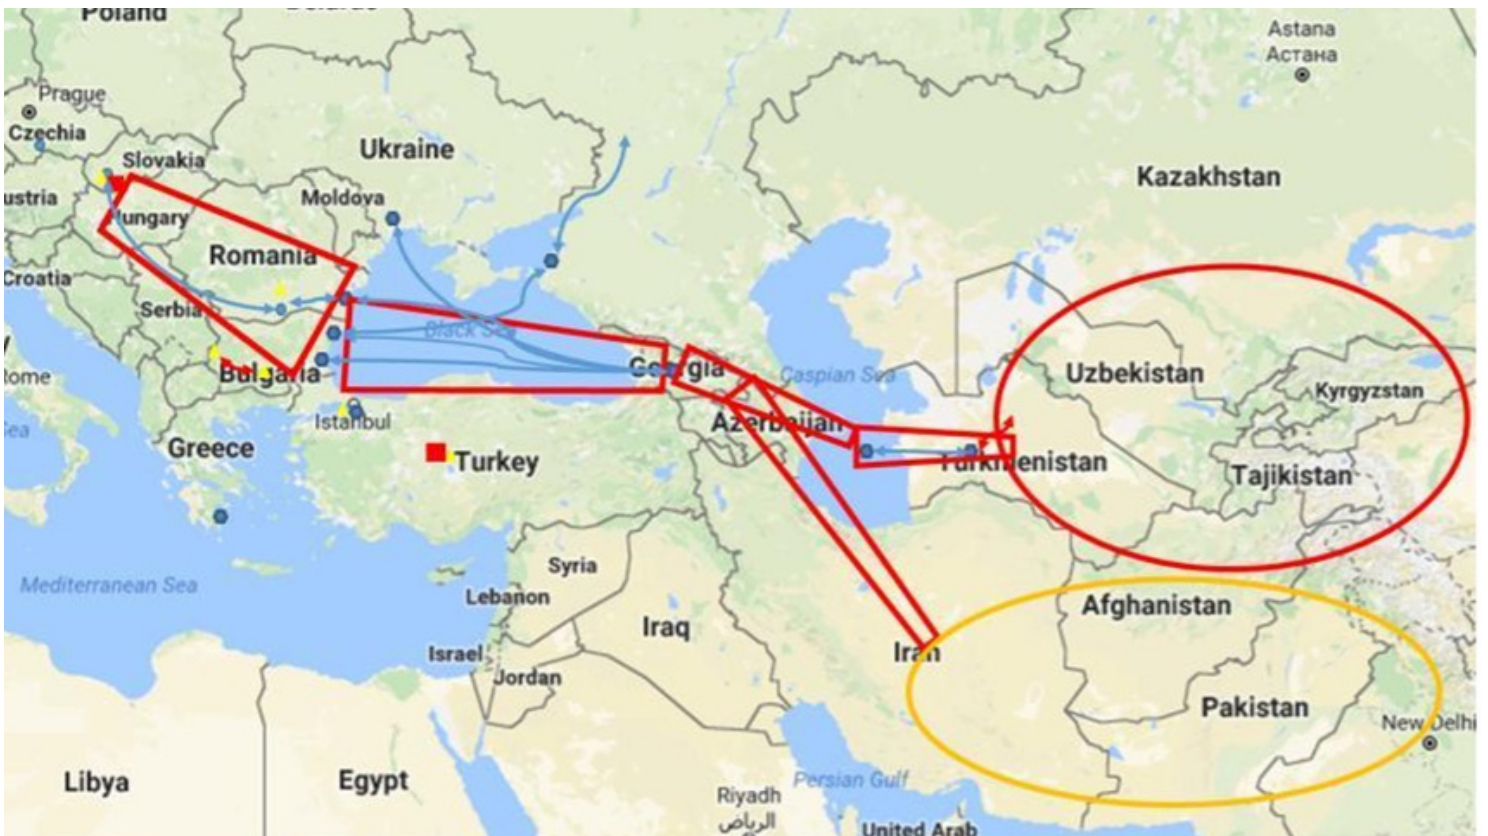 Poland
Astana
Астана
Prague
Czechia
Ukraine
Slovakia
Kazakhstan
ustria
Moldova
Hungary
Romania
Croatia
Serbia
Black Sea
Georgia
Caspian Sea
Uzbekistan
Kyrgyzstan
Rome
Bulgaria
Istanbul
Azerbaijan
ea
Greece
Turkey
Turkmenistan
Tajikistan
Syria
Mediterranean Sea
Lebanon
Afghanistan
Iraq
Israel
Iran
Jordan
Pakistan
New Delhi
Libya
Egypt
Persian Gulf
Riyadh
الرياض
United Arab